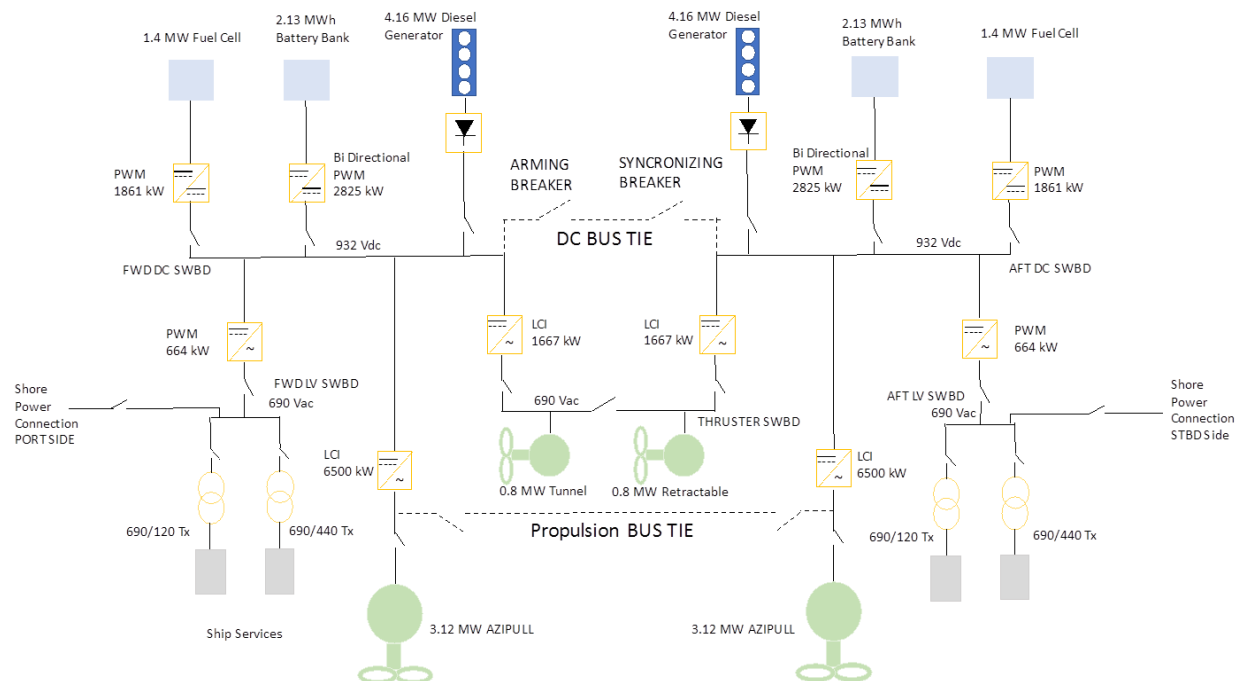 1.4 MW Fuel Cell
2.13 MWh
Battery Bank
4.16 MW Diesel
Generator
4.16 MW Diesel
Generator
2.13 MWh
Battery Bank
1.4 MW Fuel Cell
PWM
1861 kW
Bi Directional
PWM
2825 kW
ARMING
BREAKER
SYNCRONIZING
BREAKER
Bi Directional
PWM
2825 kW
PWM
1861 kW
932 Vdc
DC BUS TIE
932 Vdc
FWD DC SWBD
AFT DC SWBD
PWM
664 kW
LCI
1667 kW
LCI
1667 kW
PWM
664 kW
~
~
~
~
Shore
Power
Connection
PORT SIDE
FWD LV SWBD
690 Vac
690 Vac
THRUSTER SWBD
AFT LV SWBD
690 Vac
Shore
Power
Connection
STBD Side
LCI
6500 kW
~
0.8 MW Tunnel
0.8 MW Retractable
LCI
6500 kW
~
690/120 Tx
690/440 Tx
Propulsion BUS TIE
690/120 Tx
690/440 Tx
Ship Services
3.12 MW AZIPULL
3.12 MW AZIPULL